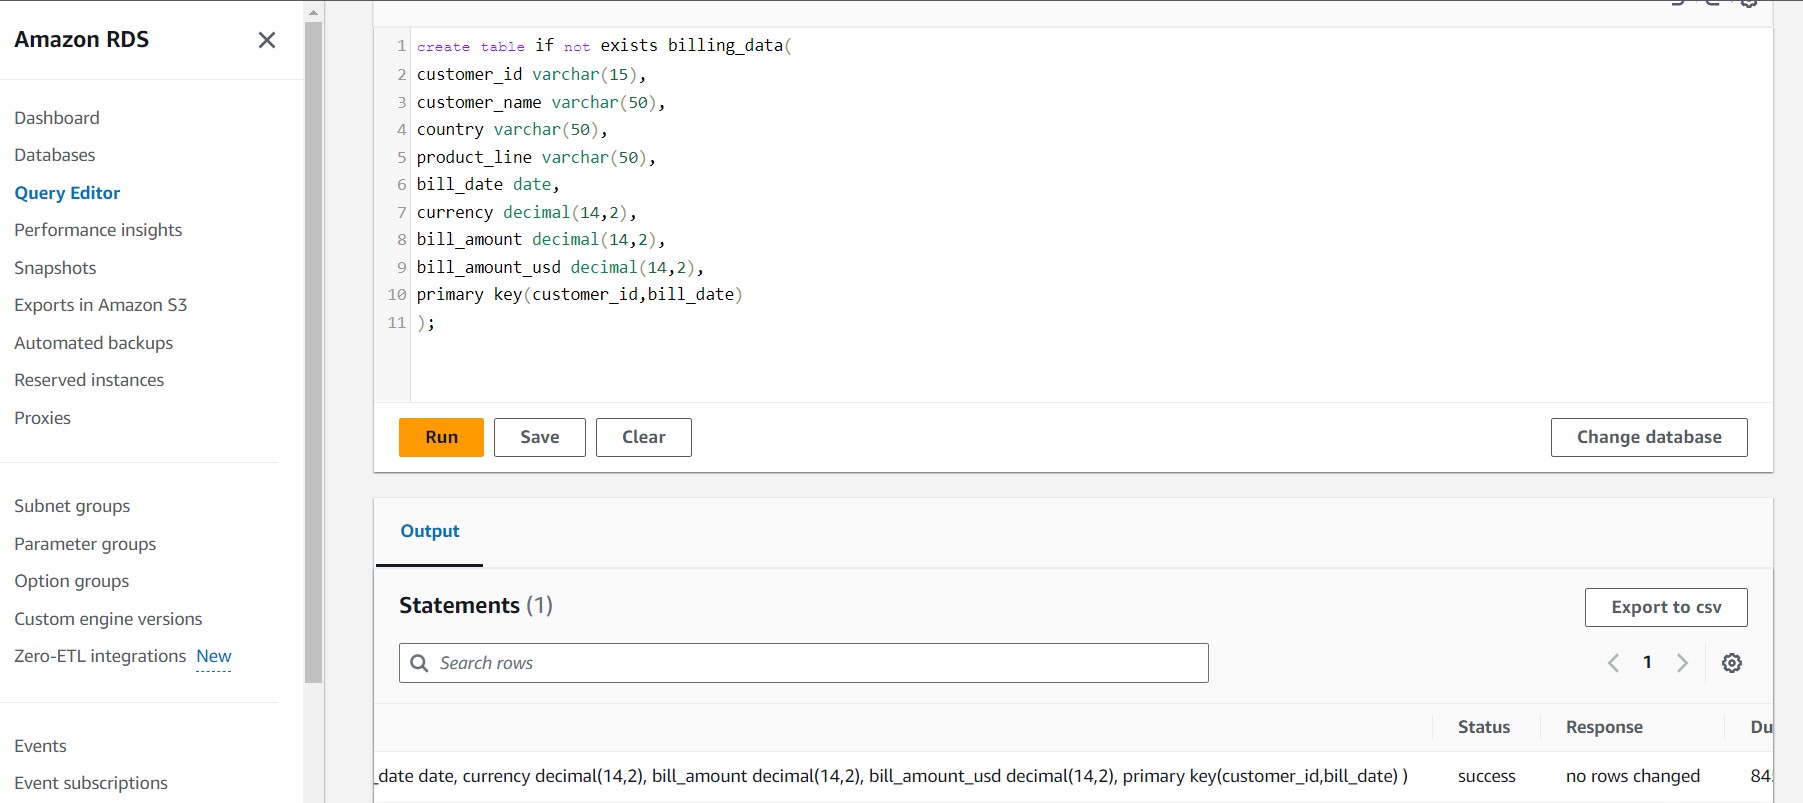 Amazon RDS
Dashboard
Databases
Query Editor
Performance insights
Snapshots
Exports in Amazon S3
Automated backups
Reserved instances
Proxies
Subnet groups
Parameter groups
Option groups
Custom engine versions
Zero-ETL integrations New
Events
Event subscriptions
1 create table if not exists billing_data(
2 customer_id varchar(15),
3 customer_name varchar(50),
4 country varchar(50),
5 product_line varchar(50),
6 bill_date date,
7 currency decimal(14,2),
8 bill_amount decimal(14,2),
9 bill_amount_usd decimal(14,2),
10 primary key(customer_id,bill_date)
11 );
Run Save Clear Change database
Output
Statements (1) Export to csv
Search rows 1
Status Response Du
_date date, currency decimal(14,2), bill_amount decimal(14,2), bill_amount_usd decimal(14,2), primary key(customer_id,bill_date) ) success no rows changed 84